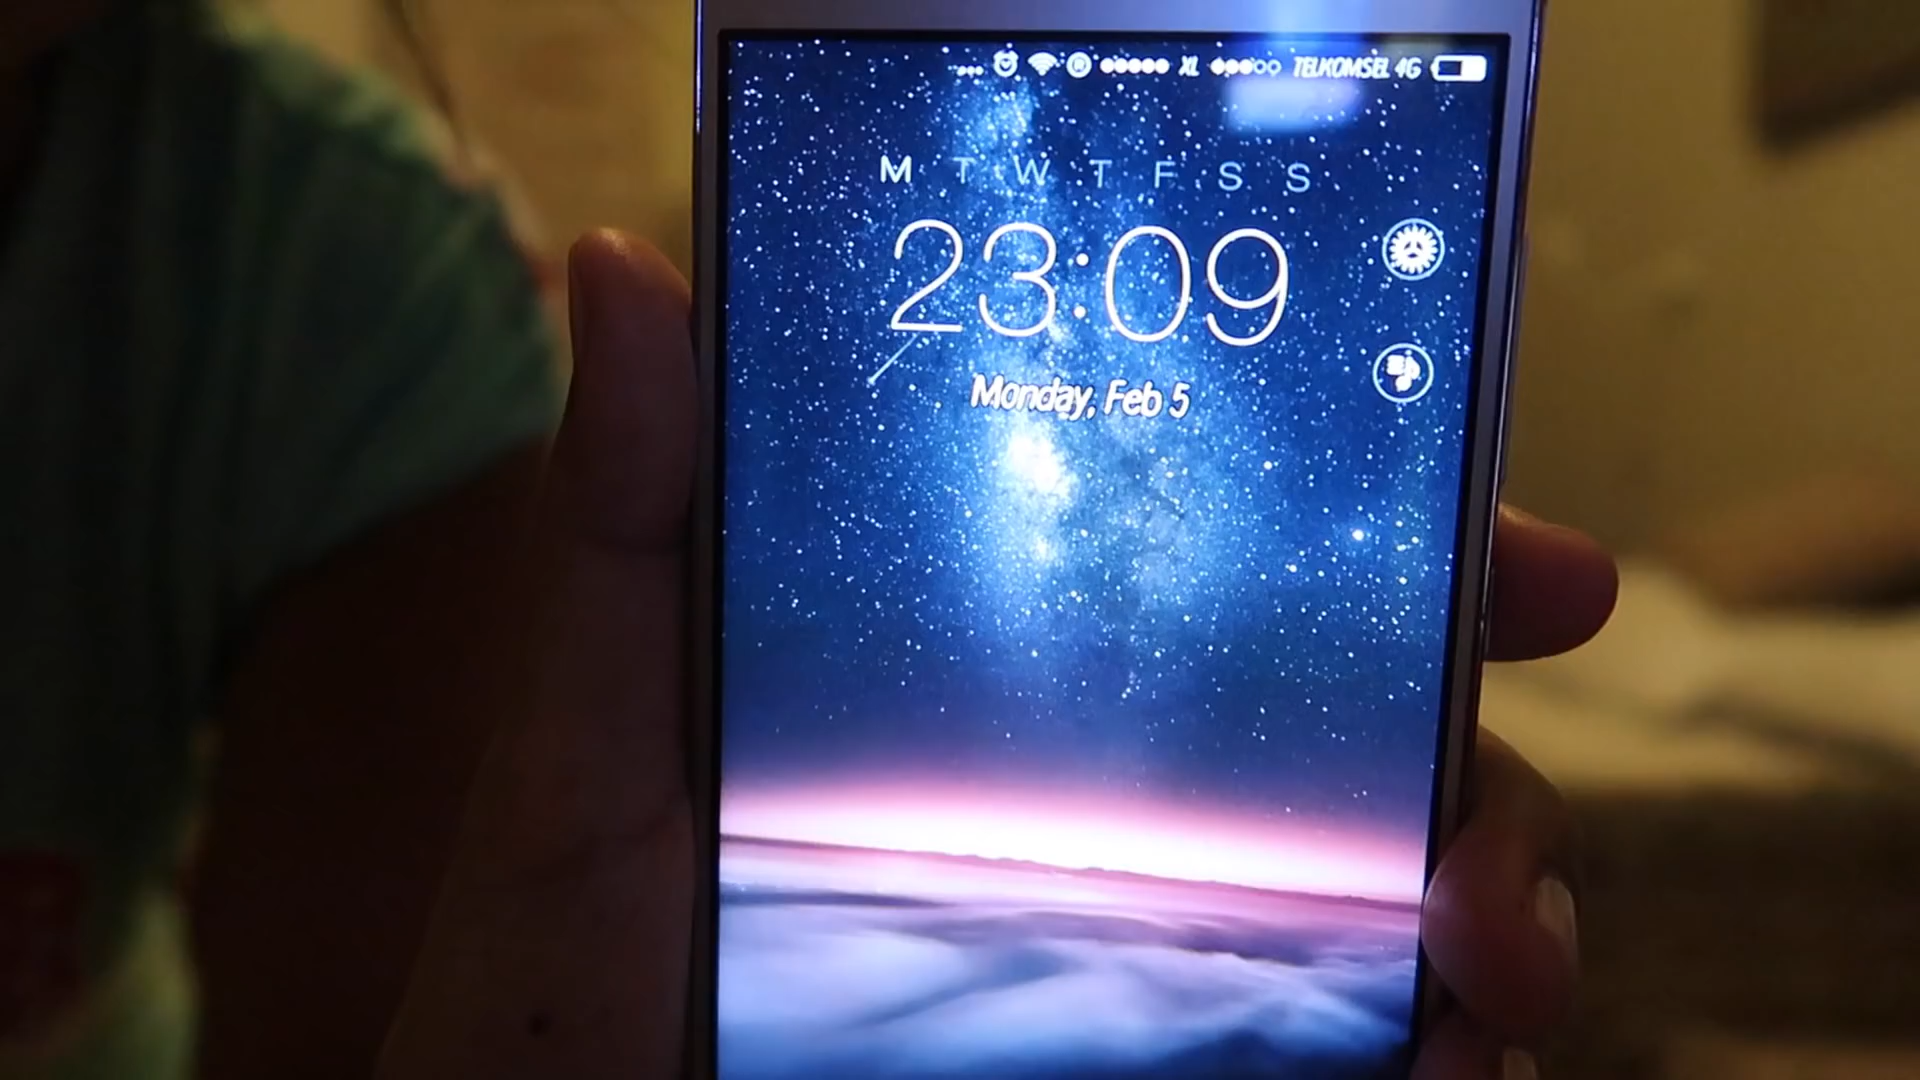 ... R XL TELKOMSEL 4G
M T W T F S S
23:09
Monday, Feb 5